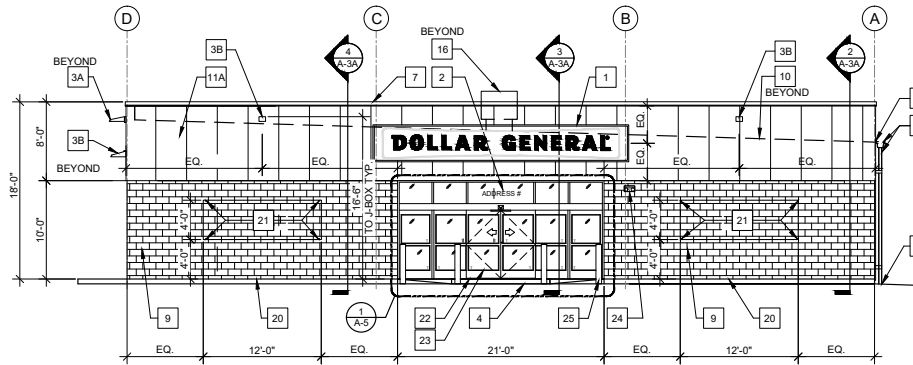 D
C
B
A
BEYOND
3A
11A
3B
4
A-3A
7
BEYOND
16
2
3
A-3A
1
3B
2
A-3A
10
BEYOND
8'-0"
18'-0"
10'-0"
3B
BEYOND
EQ.
EQ.
DOLLAR GENERAL
EQ.
EQ.
EQ.
EQ.
16'-6"
TO J-BOX TYP.
ADDRESS #
4'-0"
21
4'-0"
4'-0"
21
4'-0"
9
20
1
A-5
22
23
4
25
24
9
20
EQ.
12'-0"
EQ.
21'-0"
EQ.
12'-0"
EQ.